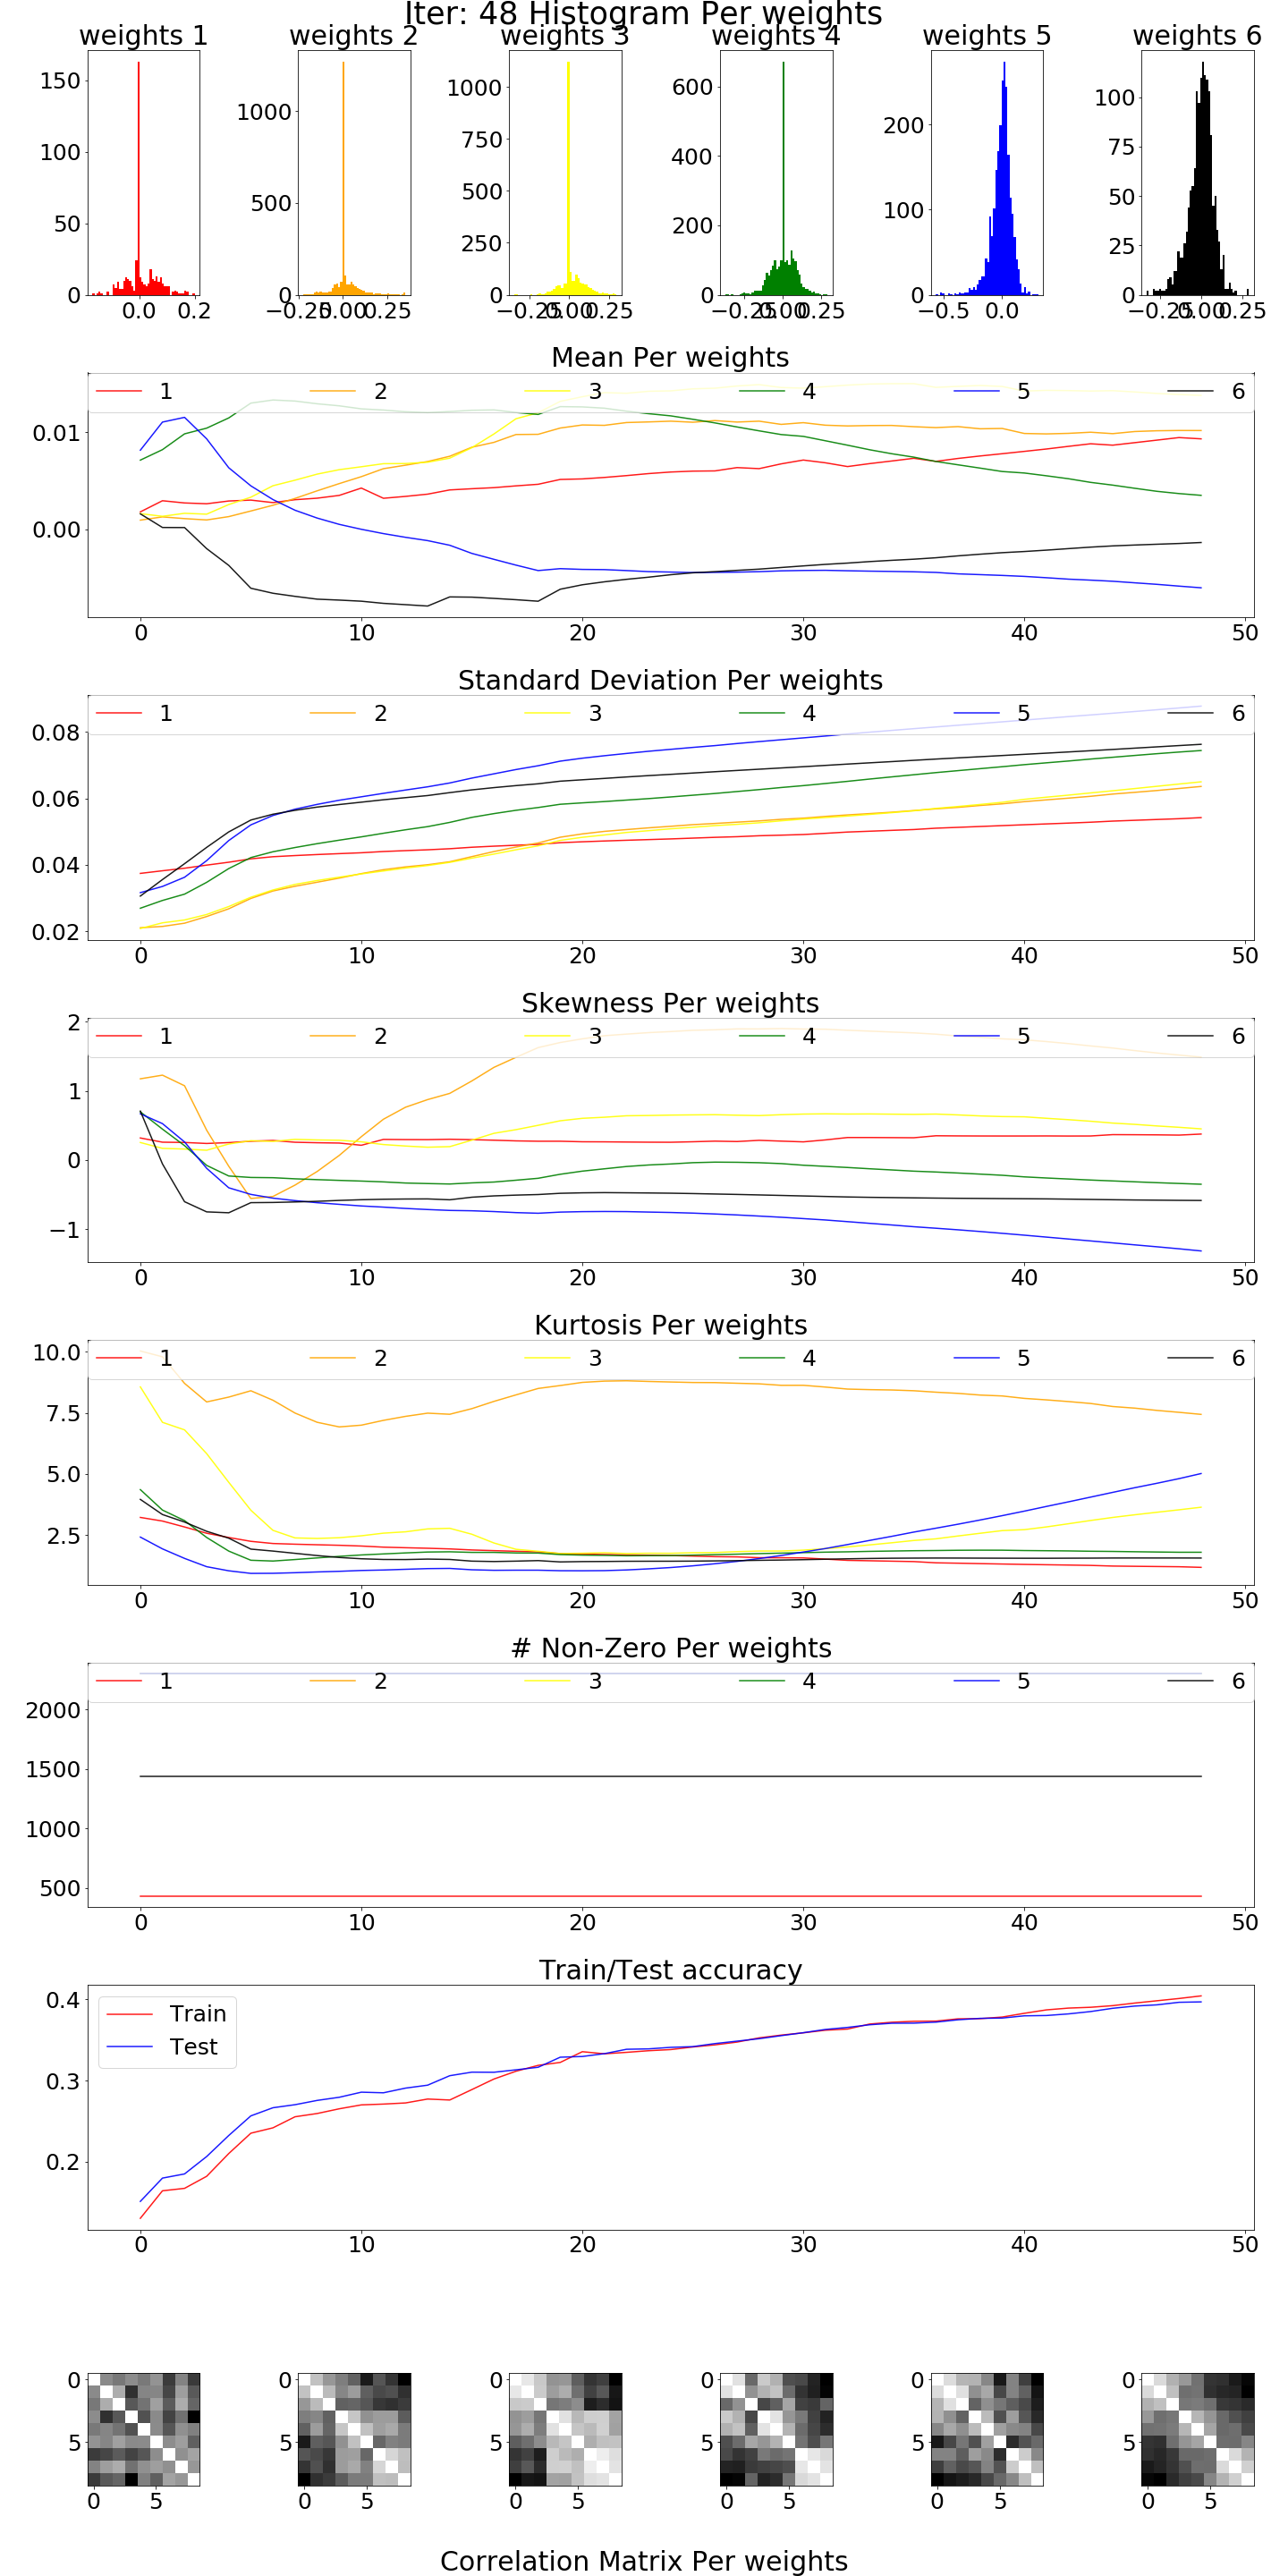 Iter: 48 Histogram Per weights
weights 1 weights 2 weights 3 weights 4 weights 5 weights 6
150
100
50
0
0.0 0.2
1000
500
0
−0.25 0.00 0.25
1000
750
500
250
0
−0.25 0.00 0.25
600
400
200
0
−0.25 0.00 0.25
200
100
0
−0.5 0.0
100
75
50
25
0
−0.25 0.00 0.25
Mean Per weights
1 2 3 4 5 6
0.01
0.00
0 10 20 30 40 50
Standard Deviation Per weights
1 2 3 4 5 6
0.08
0.06
0.04
0.02
0 10 20 30 40 50
Skewness Per weights
1 2 3 4 5 6
2
1
0
−1
0 10 20 30 40 50
Kurtosis Per weights
1 2 3 4 5 6
10.0
7.5
5.0
2.5
0 10 20 30 40 50
# Non-Zero Per weights
1 2 3 4 5 6
2000
1500
1000
500
0 10 20 30 40 50
Train/Test accuracy
Train
Test
0.4
0.3
0.2
0 10 20 30 40 50
0 0 0 0 0 0
5 5 5 5 5 5
0 5 0 5 0 5 0 5 0 5 0 5
Correlation Matrix Per weights